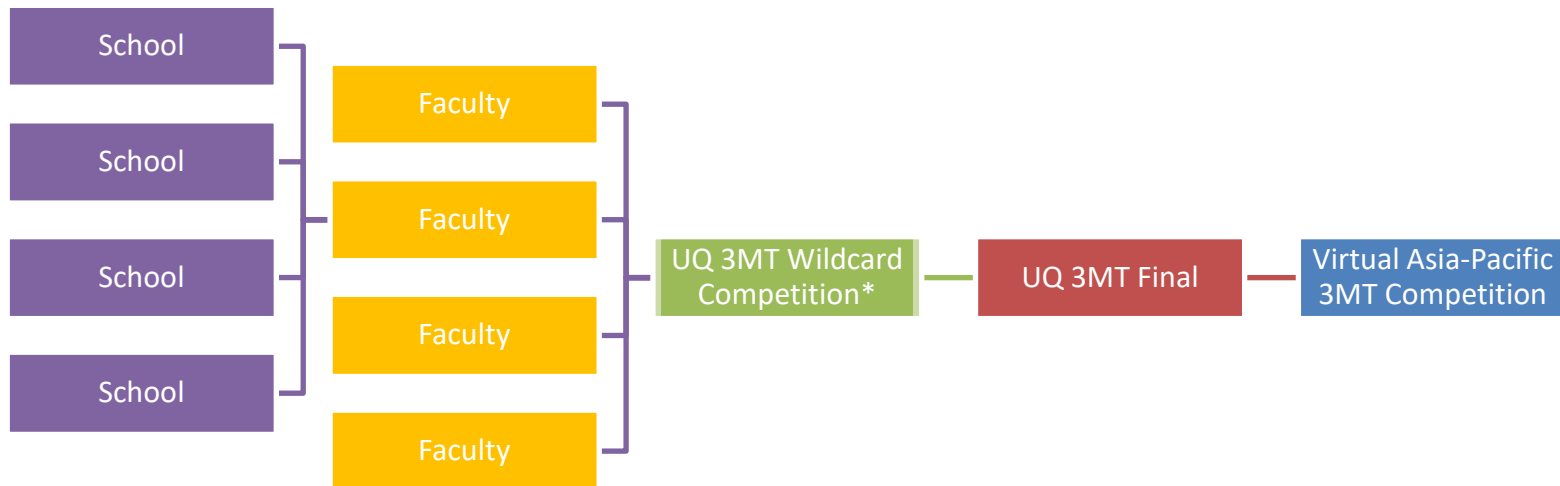 School
School
School
School
Faculty
Faculty
Faculty
Faculty
UQ 3MT Wildcard
Competition*
UQ 3MT Final
Virtual Asia-Pacific
3MT Competition